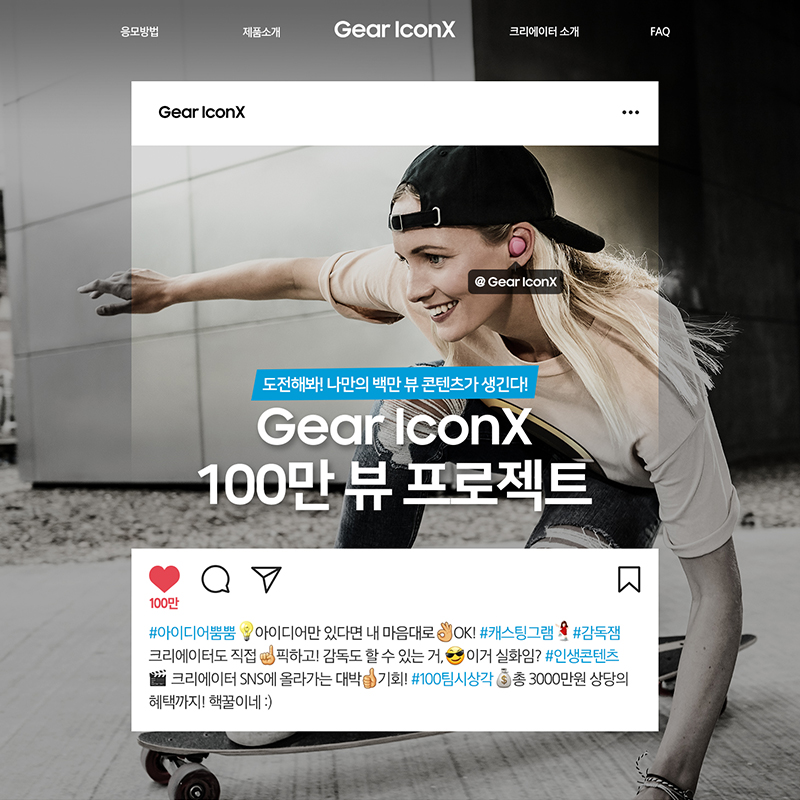 응모방법 제품소개 Gear IconX 크리에이터 소개 FAQ
Gear IconX
@ Gear IconX
도전해봐! 나만의 백만 뷰 콘텐츠가 생긴다!
Gear IconX
100만 뷰 프로젝트
100만
#아이디어뿜뿜 💡아이디어만 있다면 내 마음대로👌OK! #캐스팅그램💃#감독잼
크리에이터도 직접 ☝픽하고! 감독도 할 수 있는 거,😎이거 실화임? #인생콘텐츠
🎬 크리에이터 SNS에 올라가는 대박👍기회! #100팀시상각 💰총 3000만원 상당의
혜택까지! 핵꿀이네 :)